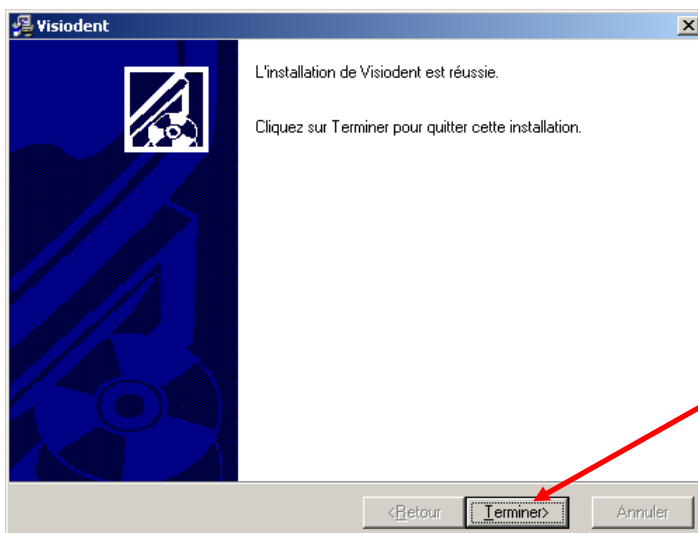 Visiodent
L'installation de Visiodent est réussie.
Cliquez sur Terminer pour quitter cette installation.
<Retour
Terminer>
Annuler